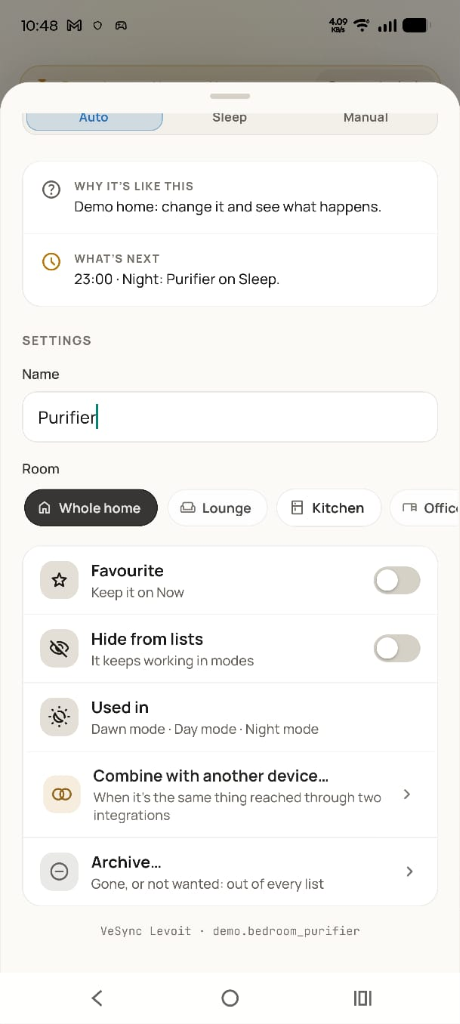 10:48
4.09
KB/s
Auto Sleep Manual
WHY IT'S LIKE THIS
Demo home: change it and see what happens.
WHAT'S NEXT
23:00 · Night: Purifier on Sleep.
SETTINGS
Name
Purifier
Room
Whole home Lounge Kitchen Office
Favourite
Keep it on Now
Hide from lists
It keeps working in modes
Used in
Dawn mode · Day mode · Night mode
Combine with another device...
When it's the same thing reached through two
integrations
Archive...
Gone, or not wanted: out of every list
VeSync Levoit · demo.bedroom_purifier